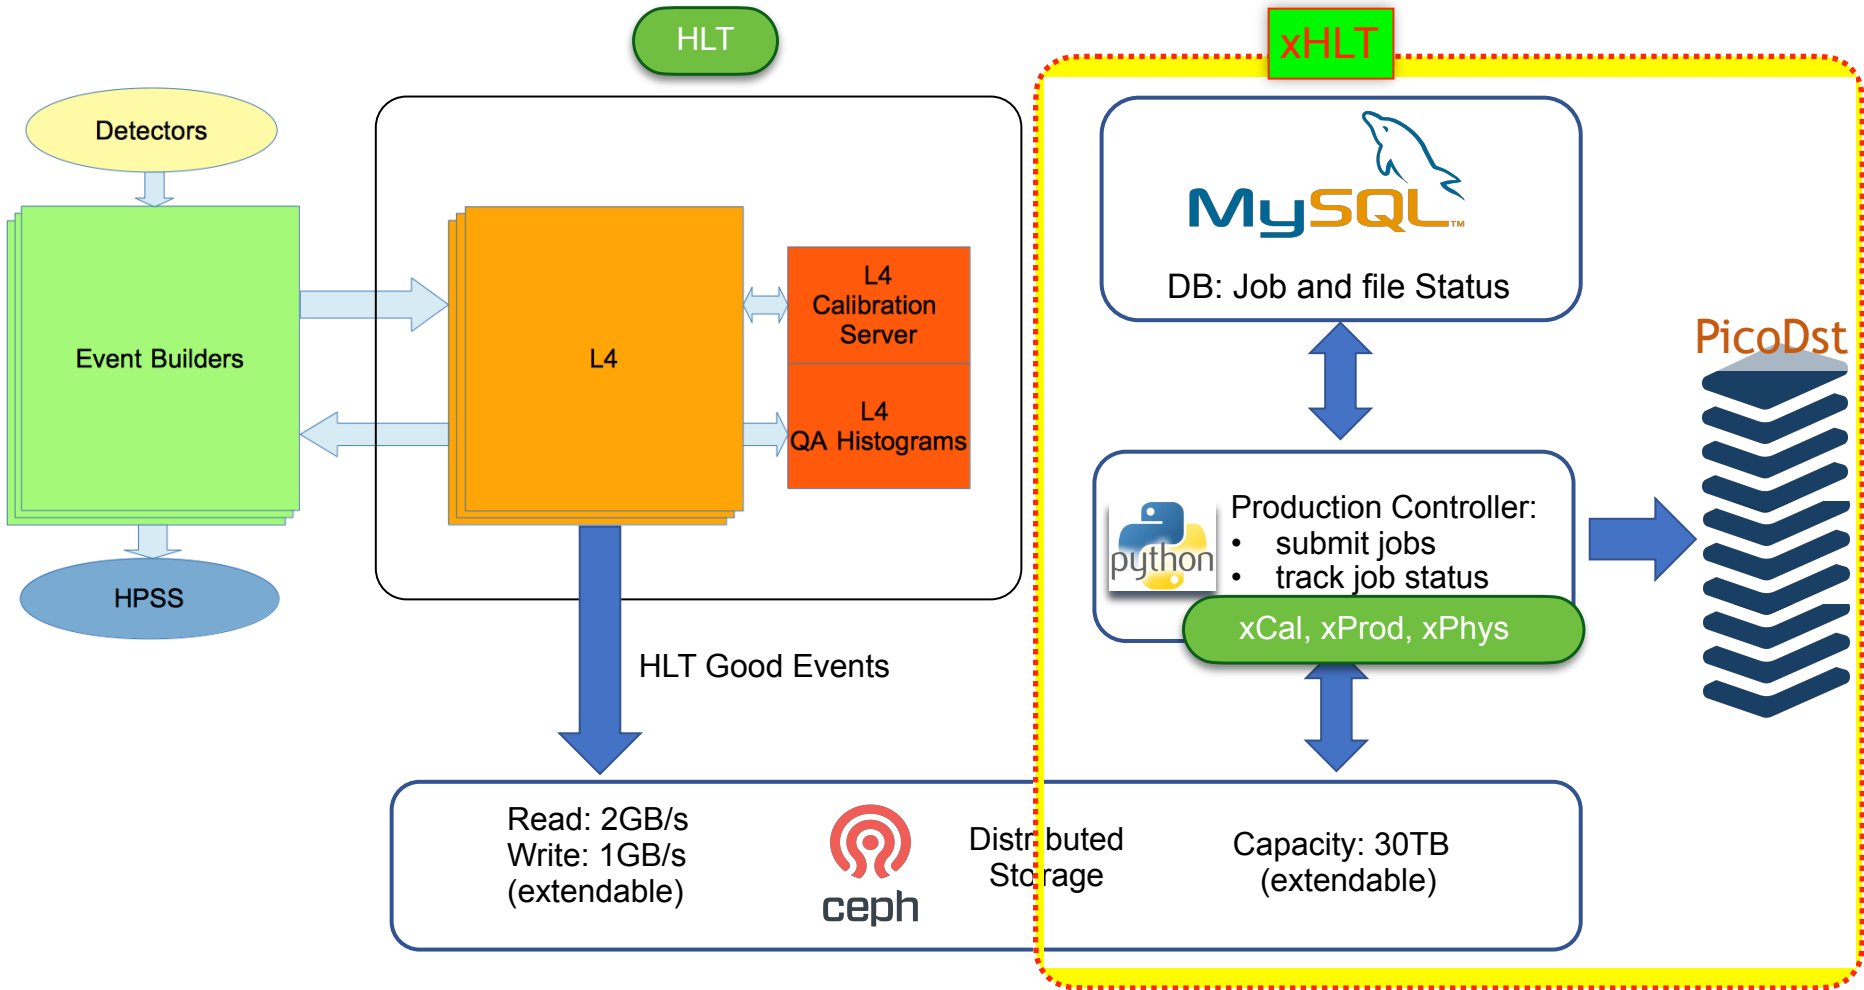 HLT
xHLT
Detectors
Event Builders
HPSS
L4
L4
Calibration
Server
L4
QA Histograms
HLT Good Events
MySQL™
DB: Job and file Status
PicoDst
python
Production Controller:
• submit jobs
• track job status
xCal, xProd, xPhys
Read: 2GB/s
Write: 1GB/s
(extendable)
ceph
Distributed
Storage
Capacity: 30TB
(extendable)